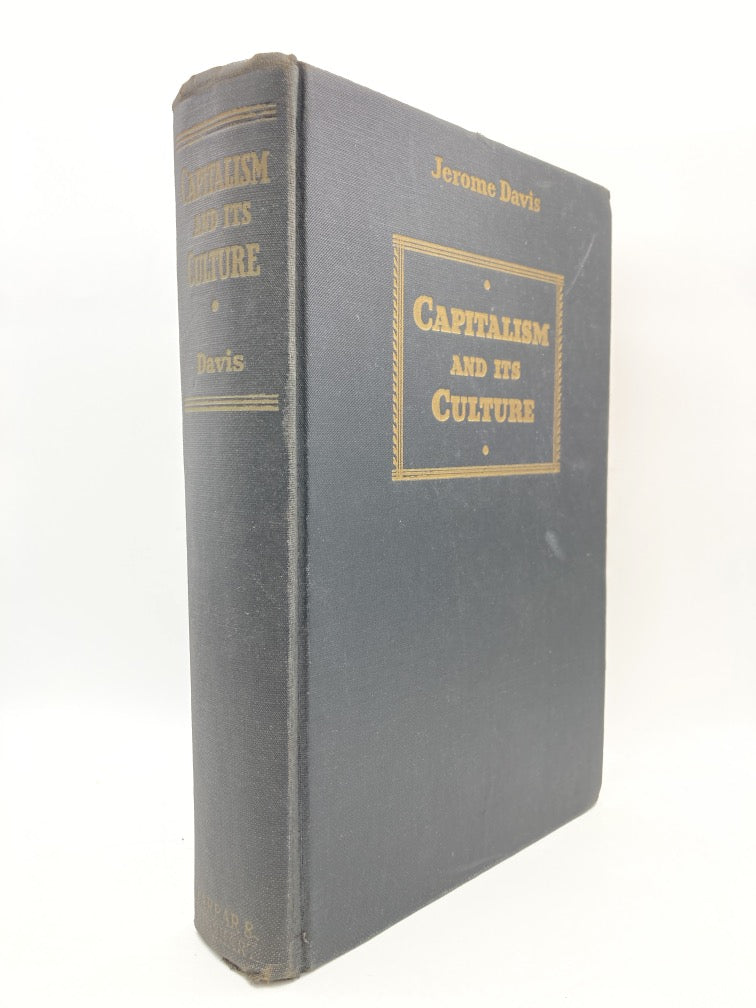 CAPITALISM
AND ITS
CULTURE
Davis
Jerome Davis
CAPITALISM
AND ITS
CULTURE